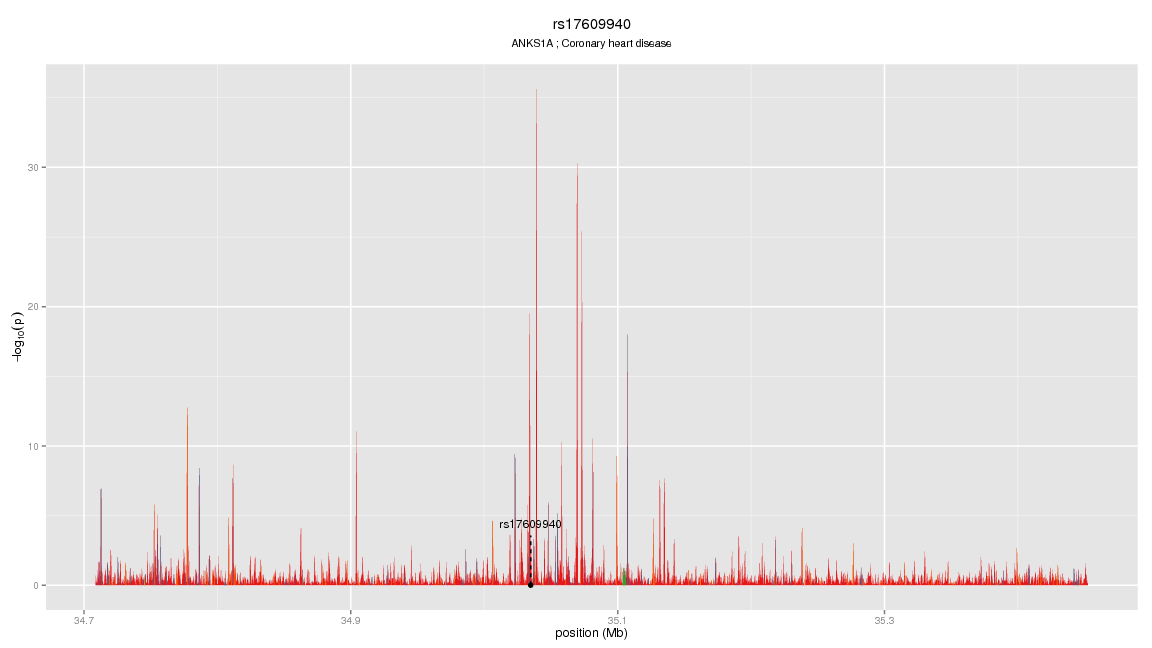 rs17609940
ANKS1A ; Coronary heart disease
30
20
10
0
−log10(p)
rs17609940
34.7 34.9 35.1 35.3
position (Mb)